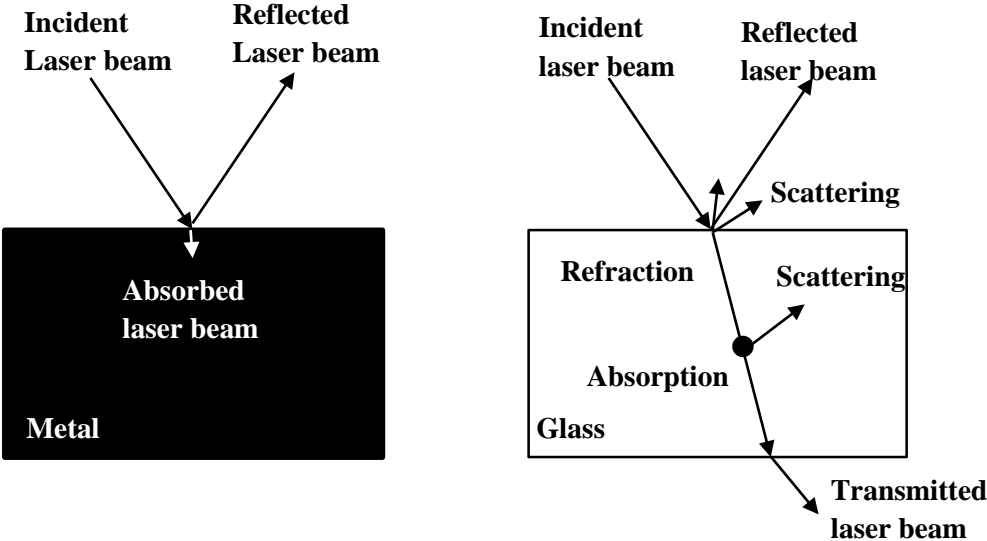 Incident
Laser beam
Reflected
Laser beam
Absorbed
laser beam
Metal
Incident
laser beam
Reflected
laser beam
Scattering
Refraction
Scattering
Absorption
Glass
Transmitted
laser beam